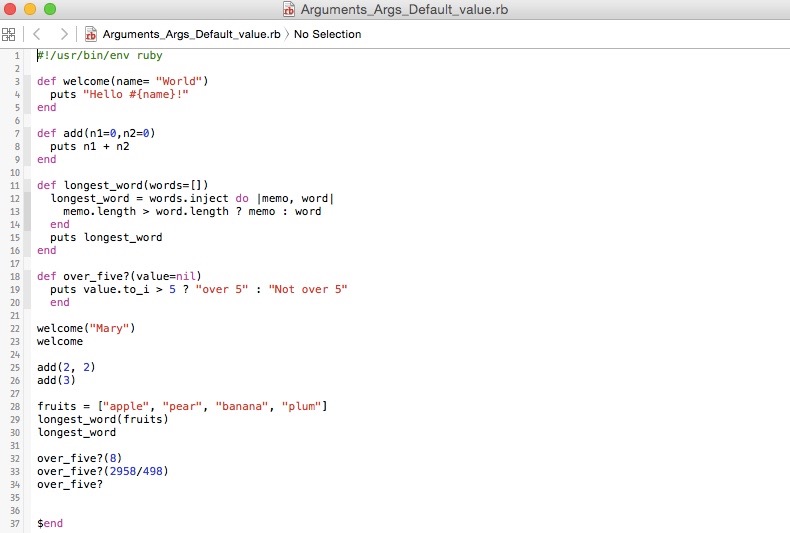 Arguments_Args_Default_value.rb
Arguments_Args_Default_value.rb 〉 No Selection
1 #!/usr/bin/env ruby
2
3 def welcome(name= "World")
4   puts "Hello #{name}!"
5 end
6
7 def add(n1=0,n2=0)
8   puts n1 + n2
9 end
10
11 def longest_word(words=[])
12   longest_word = words.inject do |memo, word|
13     memo.length > word.length ? memo : word
14   end
15   puts longest_word
16 end
17
18 def over_five?(value=nil)
19   puts value.to_i > 5 ? "over 5" : "Not over 5"
20   end
21
22 welcome("Mary")
23 welcome
24
25 add(2, 2)
26 add(3)
27
28 fruits = ["apple", "pear", "banana", "plum"]
29 longest_word(fruits)
30 longest_word
31
32 over_five?(8)
33 over_five?(2958/498)
34 over_five?
35
36
37 $end